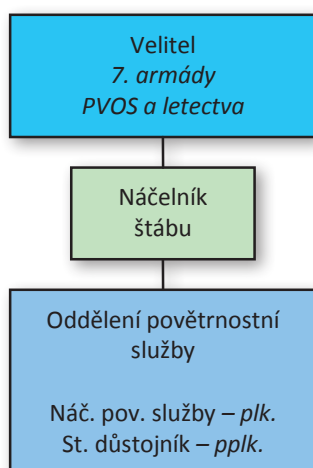 Velitel
7. armády
PVOS a letectva
Náčelník
štábu
Oddělení povětrnostní
služby
Náč. pov. služby – plk.
St. důstojník – pplk.